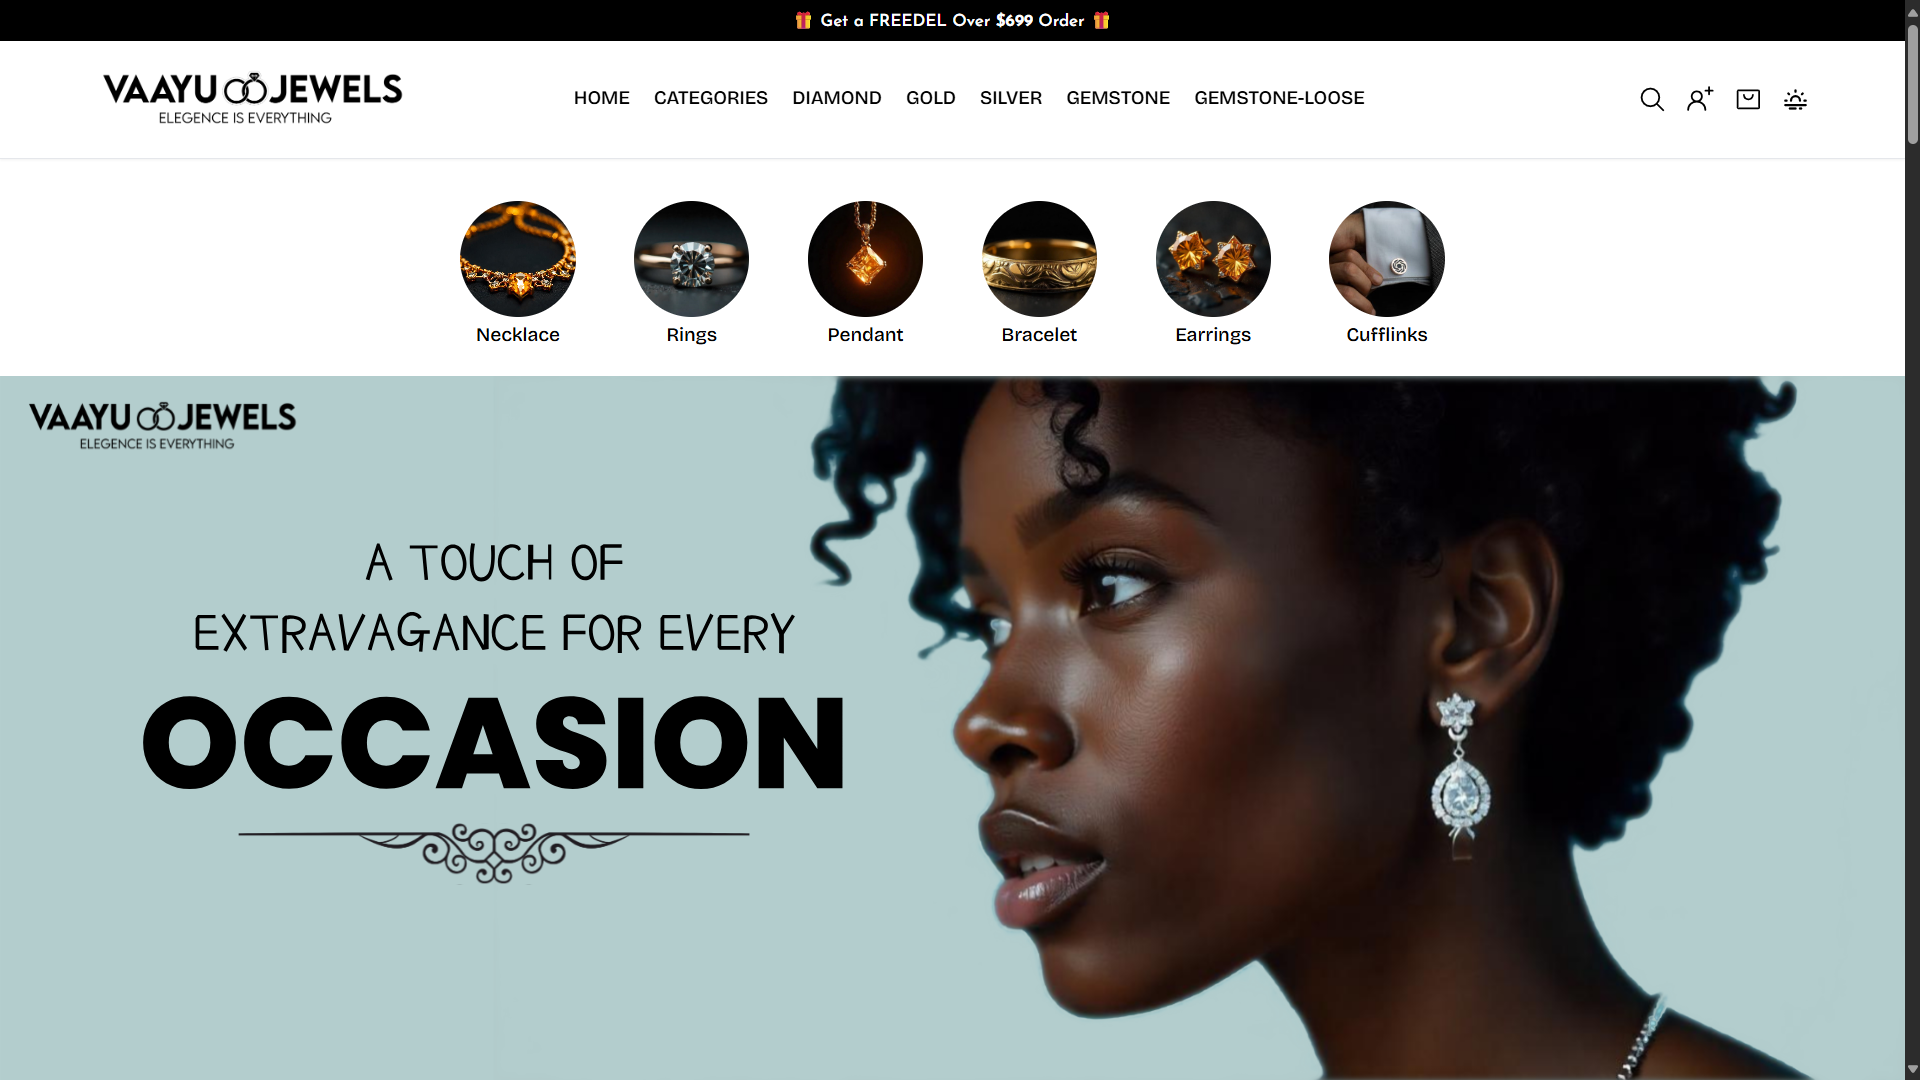 🎁 Get a FREEDEL Over $699 Order 🎁
VAAYU JEWELS
ELEGENCE IS EVERYTHING
HOME CATEGORIES DIAMOND GOLD SILVER GEMSTONE GEMSTONE-LOOSE
Necklace Rings Pendant Bracelet Earrings Cufflinks
VAAYU JEWELS
ELEGENCE IS EVERYTHING
A TOUCH OF
EXTRAVAGANCE FOR EVERY
OCCASION